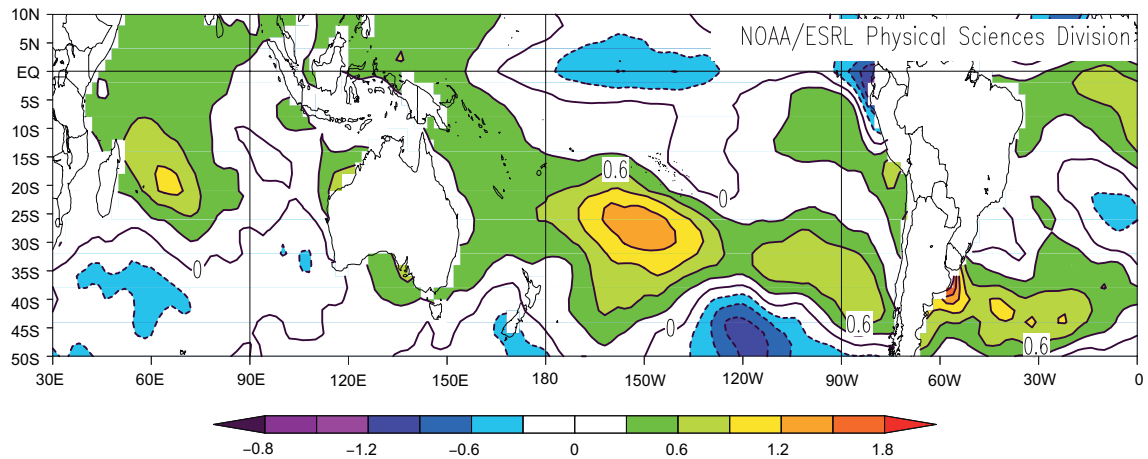 10N
NOAA/ESRL Physical Sciences Division
5N
EQ
5S
10S
15S
0.6
20S
0
25S
30S
0
35S
40S
0
0.6
45S
0.6
50S
30E 60E 90E 120E 150E 180 150W 120W 90W 60W 30W 0
−0.8 −1.2 −0.6 0 0.6 1.2 1.8